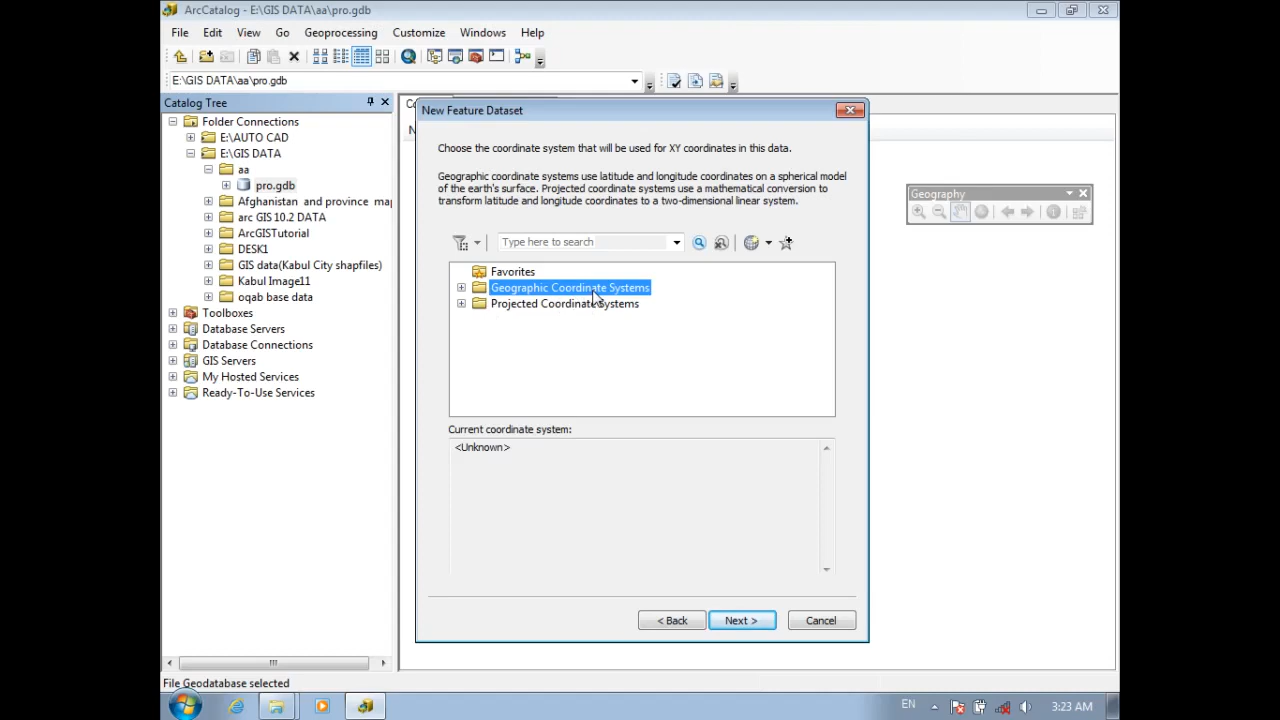 ArcCatalog - E:\GIS DATA\aa\pro.gdb
File Edit View Go Geoprocessing Customize Windows Help
E:\GIS DATA\aa\pro.gdb
Catalog Tree
Folder Connections
E:\AUTO CAD
E:\GIS DATA
aa
pro.gdb
Afghanistan and province map
arc GIS 10.2 DATA
ArcGISTutorial
DESK1
GIS data(Kabul City shapfiles)
Kabul Image11
oqab base data
Toolboxes
Database Servers
Database Connections
GIS Servers
My Hosted Services
Ready-To-Use Services
New Feature Dataset
Choose the coordinate system that will be used for XY coordinates in this data.
Geographic coordinate systems use latitude and longitude coordinates on a spherical model
of the earth's surface. Projected coordinate systems use a mathematical conversion to
transform latitude and longitude coordinates to a two-dimensional linear system.
Type here to search
Favorites
Geographic Coordinate Systems
Projected Coordinate Systems
Current coordinate system:
<Unknown>
< Back Next > Cancel
Geography
File Geodatabase selected
EN 3:23 AM